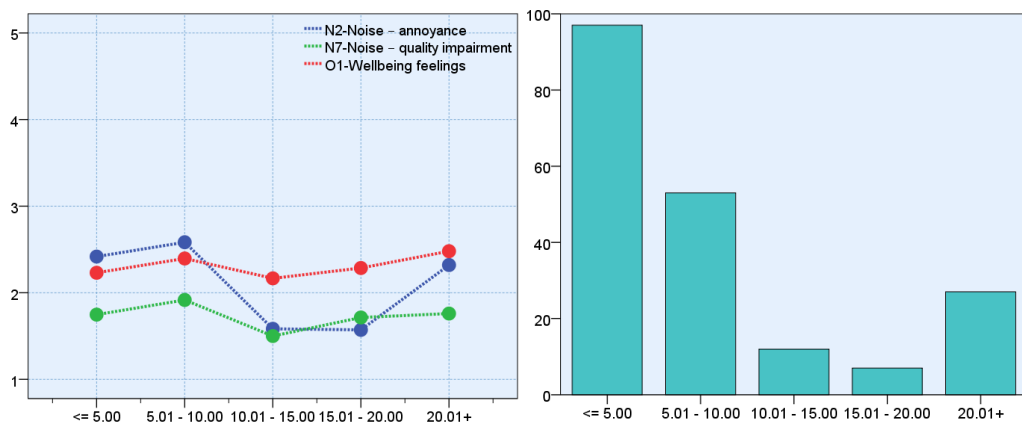 5
4
3
2
1
N2-Noise – annoyance
N7-Noise – quality impairment
O1-Wellbeing feelings
<= 5.00
5.01 - 10.00
10.01 - 15.00
15.01 - 20.00
20.01+
100
80
60
40
20
0
<= 5.00
5.01 - 10.00
10.01 - 15.00
15.01 - 20.00
20.01+